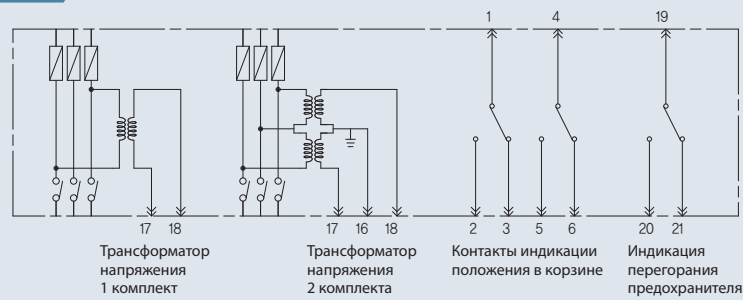 1 4 19
17 18 17 16 18 2 3 5 6 20 21
Трансформатор
напряжения
1 комплект
Трансформатор
напряжения
2 комплекта
Контакты индикации
положения в корзине
Индикация
перегорания
предохранителя